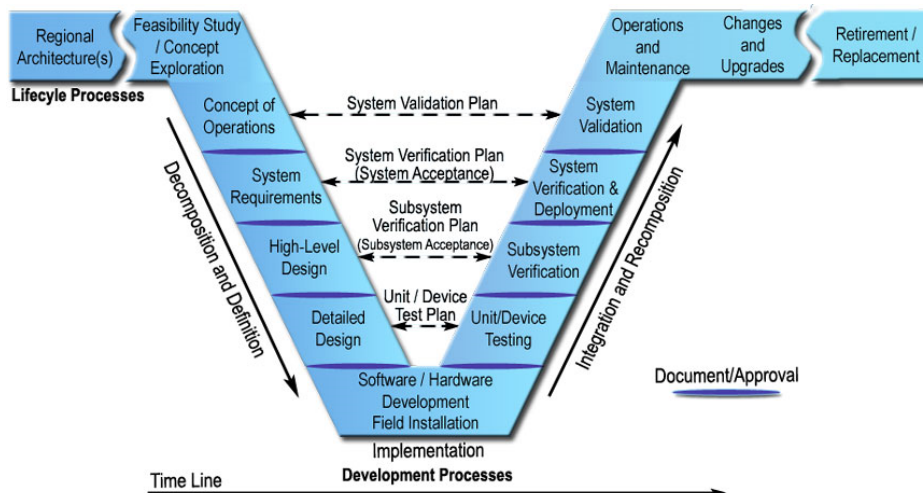 Regional
Architecture(s)
Feasibility Study
/ Concept
Exploration
Operations
and
Maintenance
Changes
and
Upgrades
Retirement /
Replacement
Lifecyle Processes
Concept of
Operations
System Validation Plan
System
Validation
System
Requirements
System Verification Plan
(System Acceptance)
System
Verification &
Deployment
High-Level
Design
Subsystem
Verification Plan
(Subsystem Acceptance)
Subsystem
Verification
Detailed
Design
Unit / Device
Test Plan
Unit/Device
Testing
Decomposition and Definition
Integration and Recomposition
Software / Hardware
Development
Field Installation
Document/Approval
Implementation
Development Processes
Time Line